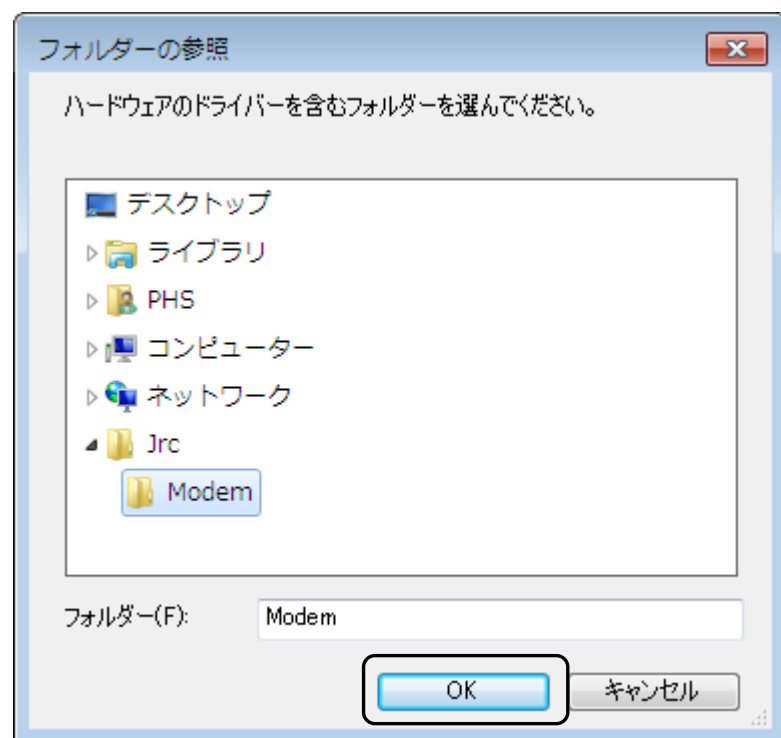 フォルダーの参照
ハードウェアのドライバーを含むフォルダーを選んでください。
デスクトップ
ライブラリ
PHS
コンピューター
ネットワーク
Jrc
Modem
フォルダー(F): Modem
OK キャンセル